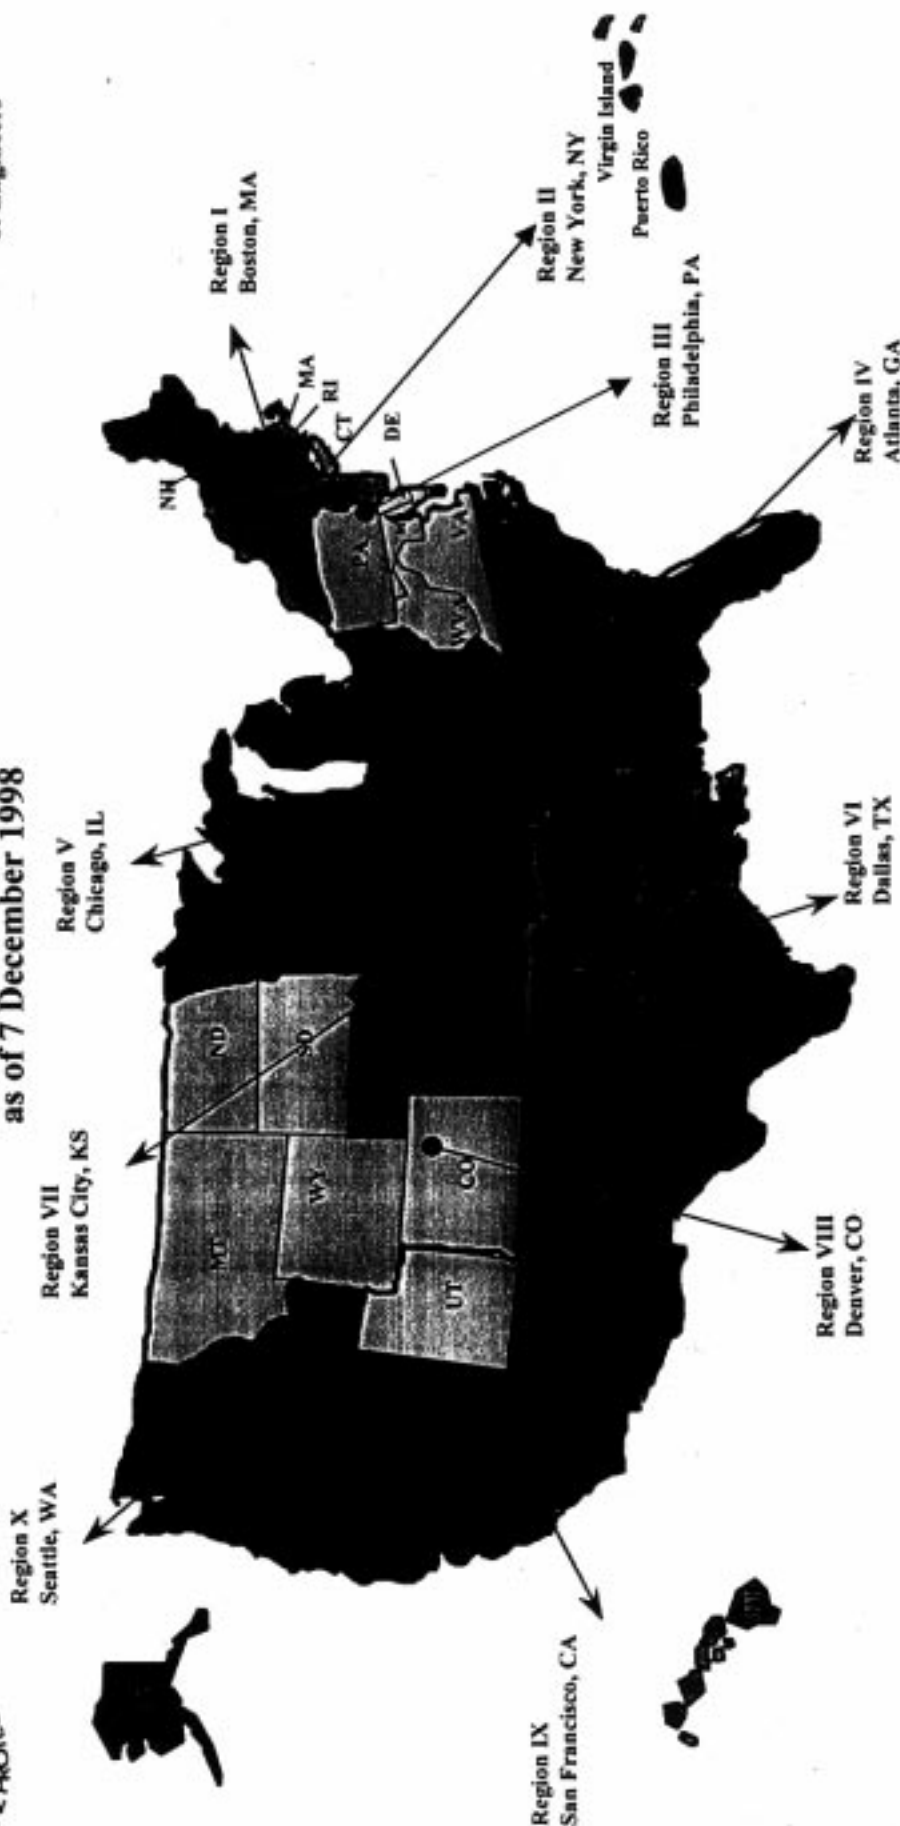 as of 7 December 1998
Region X
Seattle, WA
Region VII
Kansas City, KS
Region V
Chicago, IL
Region I
Boston, MA
NH
MA
RI
CT
DE
Region II
New York, NY
Virgin Island
Puerto Rico
Region III
Philadelphia, PA
Region IV
Atlanta, GA
MT
ND
SD
WY
UT
CO
PA
WVA
VA
Region IX
San Francisco, CA
Region VIII
Denver, CO
Region VI
Dallas, TX